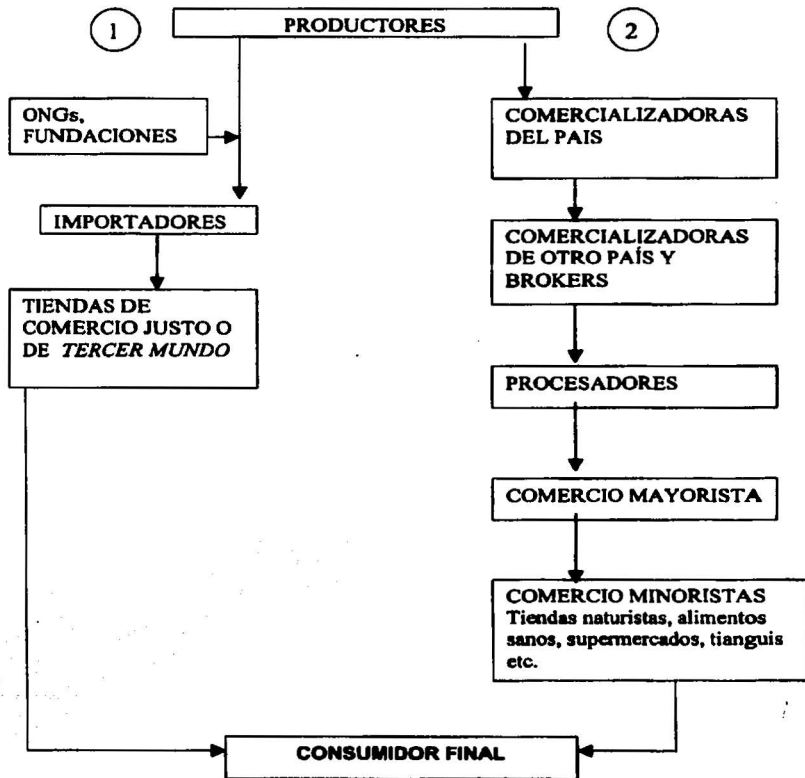 1
PRODUCTORES
2
ONGs,
FUNDACIONES
IMPORTADORES
TIENDAS DE
COMERCIO JUSTO O
DE TERCER MUNDO
COMERCIALIZADORAS
DEL PAIS
COMERCIALIZADORAS
DE OTRO PAÍS Y
BROKERS
PROCESADORES
COMERCIO MAYORISTA
COMERCIO MINORISTAS
Tiendas naturistas, alimentos
sanos, supermercados, tianguis
etc.
CONSUMIDOR FINAL